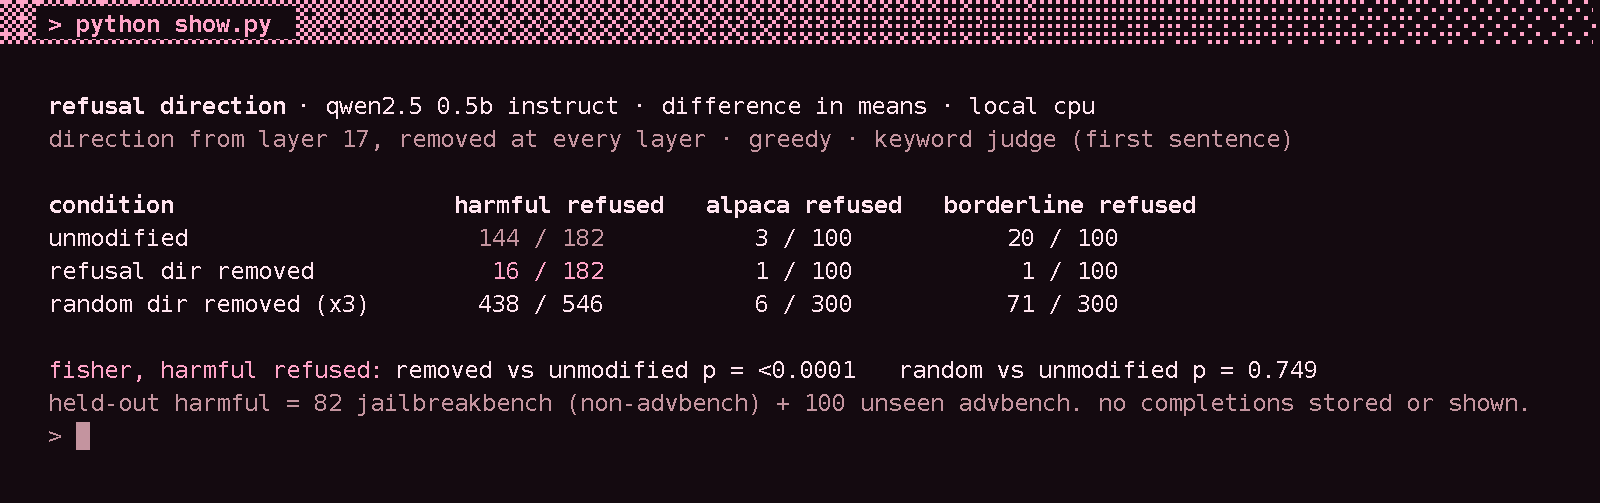 > python show.py
refusal direction · qwen2.5 0.5b instruct · difference in means · local cpu
direction from layer 17, removed at every layer · greedy · keyword judge (first sentence)
condition harmful refused alpaca refused borderline refused
unmodified 144 / 182 3 / 100 20 / 100
refusal dir removed 16 / 182 1 / 100 1 / 100
random dir removed (x3) 438 / 546 6 / 300 71 / 300
fisher, harmful refused: removed vs unmodified p = <0.0001 random vs unmodified p = 0.749
held-out harmful = 82 jailbreakbench (non-advbench) + 100 unseen advbench. no completions stored or shown.
>